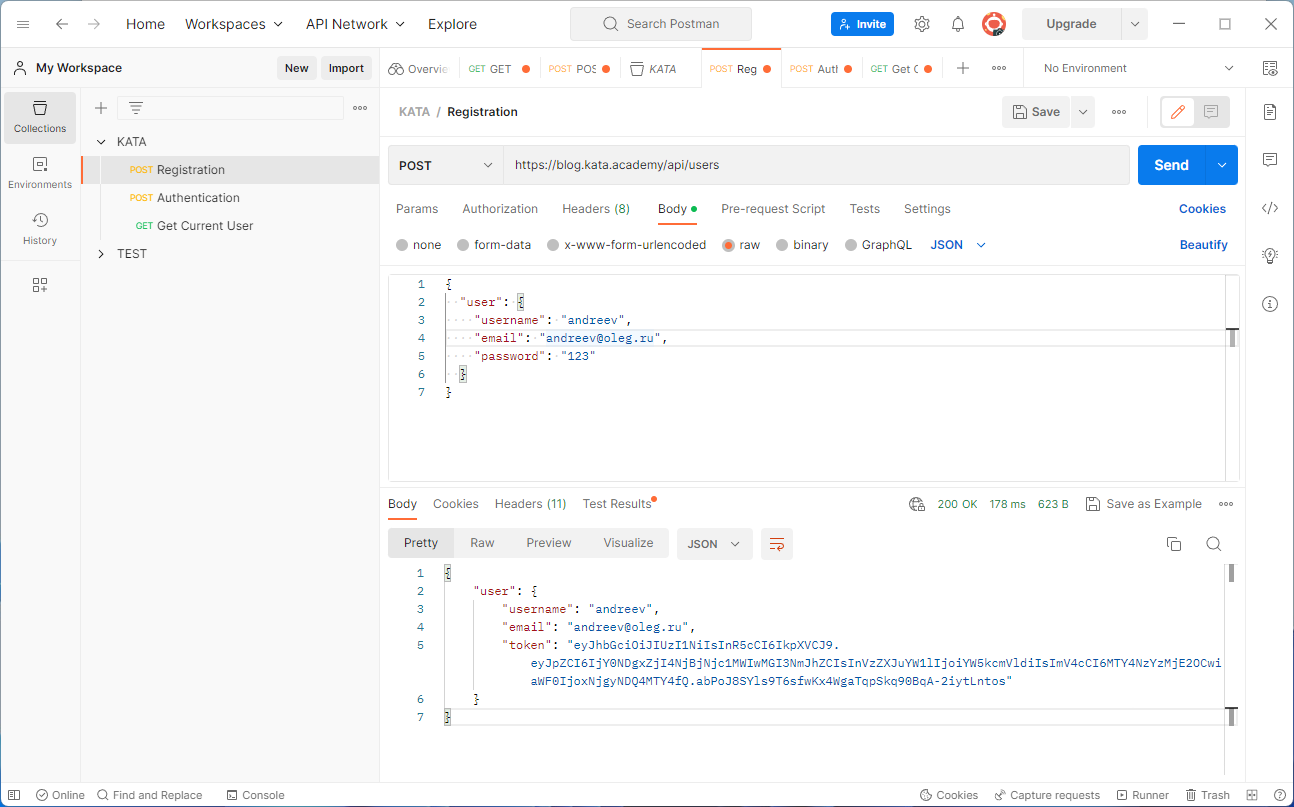 Home Workspaces API Network Explore Search Postman Invite Upgrade
My Workspace New Import Overvie GET GET POST POS KATA POST Reg POST Auth GET Get C No Environment
Collections
Environments
History
KATA
POST Registration
POST Authentication
GET Get Current User
TEST
KATA / Registration Save
POST https://blog.kata.academy/api/users Send
Params Authorization Headers (8) Body Pre-request Script Tests Settings Cookies
none form-data x-www-form-urlencoded raw binary GraphQL JSON Beautify
1 {
2 "user": {
3 "username": "andreev",
4 "email": "andreev@oleg.ru",
5 "password": "123"
6 }
7 }
Body Cookies Headers (11) Test Results 200 OK 178 ms 623 B Save as Example
Pretty Raw Preview Visualize JSON
1 {
2 "user": {
3 "username": "andreev",
4 "email": "andreev@oleg.ru",
5 "token": "eyJhbGciOiJIUzI1NiIsInR5cCI6IkpXVCJ9.
eyJpZCI6IjY0NDgxZjI4NjBjNjc1MWIwMGI3NmJhZCIsInVzZXJuYW1lIjoiYW5kcmVldiIsImV4cCI6MTY4NzYzMjE2OCwi
aWF0IjoxNjgyNDQ4MTY4fQ.abPoJ8SYls9T6sfwKx4WgaTqpSkq90BqA-2iytLntos"
6 }
7 }
Online Find and Replace Console Cookies Capture requests Runner Trash